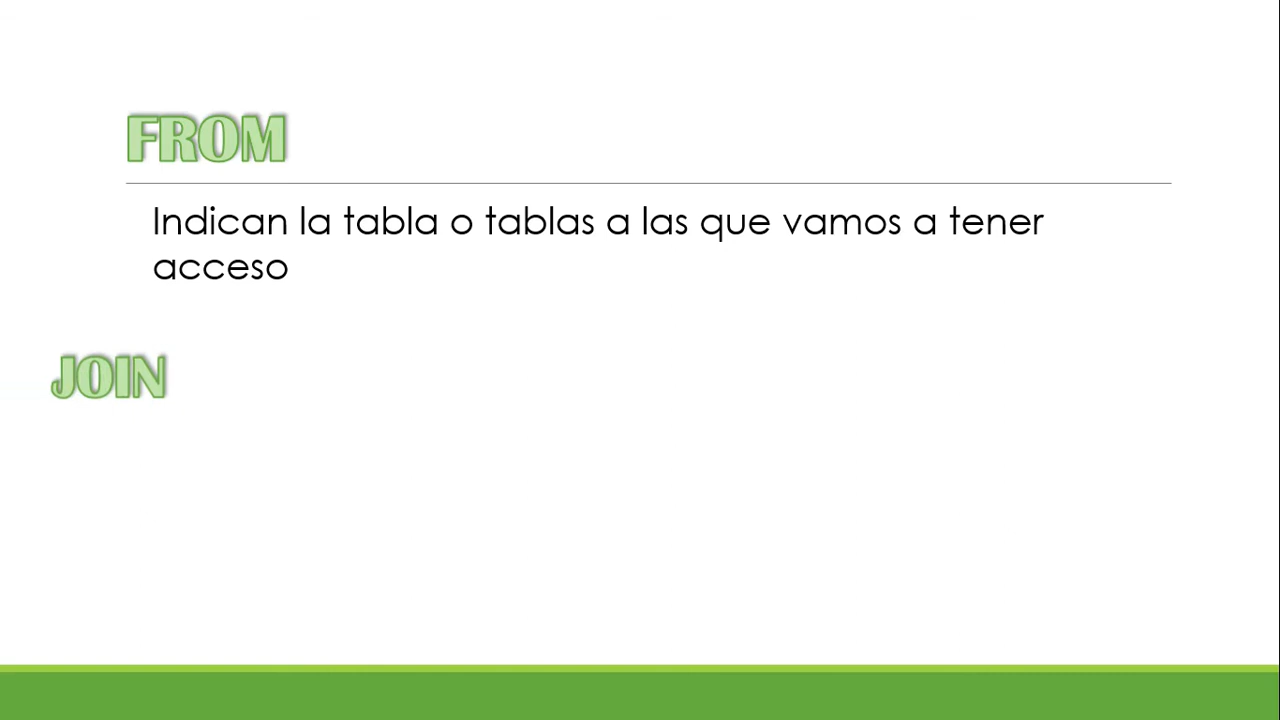 FROM
Indican la tabla o tablas a las que vamos a tener
acceso
JOIN